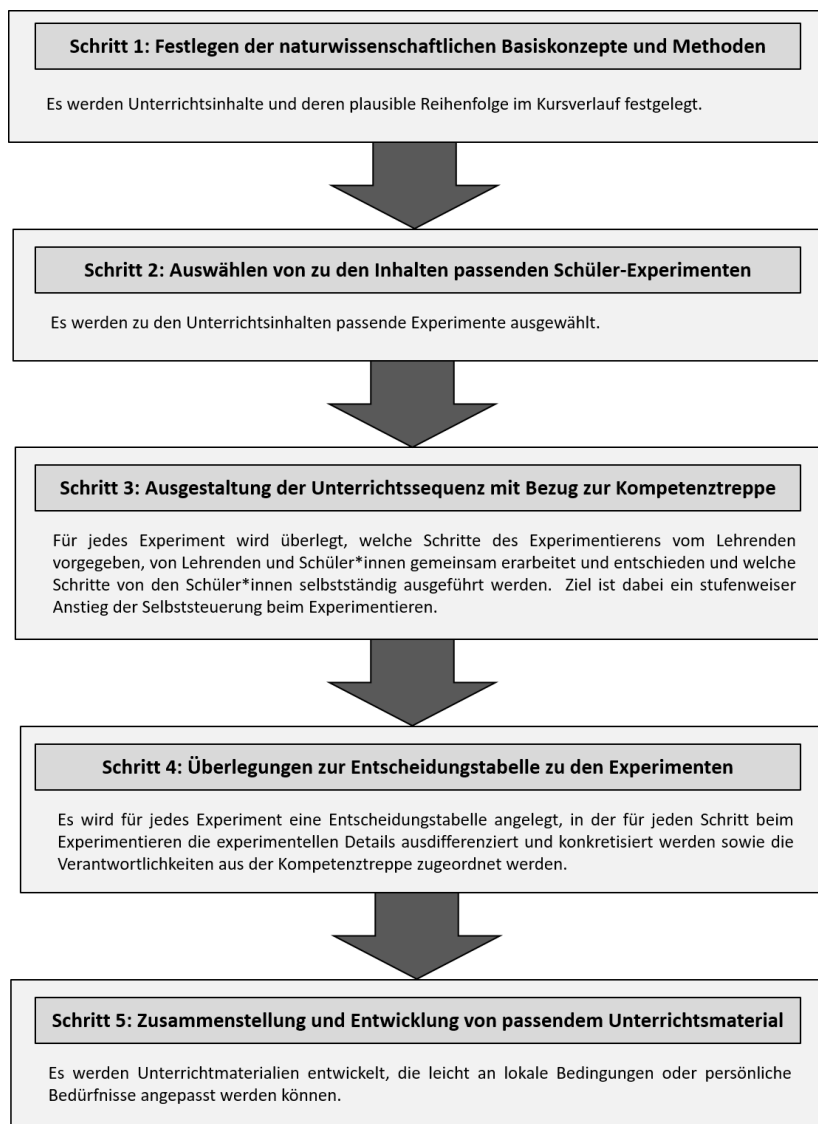 Schritt 1: Festlegen der naturwissenschaftlichen Basiskonzepte und Methoden
Es werden Unterrichtsinhalte und deren plausible Reihenfolge im Kursverlauf festgelegt.
Schritt 2: Auswählen von zu den Inhalten passenden Schüler-Experimenten
Es werden zu den Unterrichtsinhalten passende Experimente ausgewählt.
Schritt 3: Ausgestaltung der Unterrichtssequenz mit Bezug zur Kompetenztreppe
Für jedes Experiment wird überlegt, welche Schritte des Experimentierens vom Lehrenden
vorgegeben, von Lehrenden und Schüler*innen gemeinsam erarbeitet und entschieden und welche
Schritte von den Schüler*innen selbstständig ausgeführt werden. Ziel ist dabei ein stufenweiser
Anstieg der Selbststeuerung beim Experimentieren.
Schritt 4: Überlegungen zur Entscheidungstabelle zu den Experimenten
Es wird für jedes Experiment eine Entscheidungstabelle angelegt, in der für jeden Schritt beim
Experimentieren die experimentellen Details ausdifferenziert und konkretisiert werden sowie die
Verantwortlichkeiten aus der Kompetenztreppe zugeordnet werden.
Schritt 5: Zusammenstellung und Entwicklung von passendem Unterrichtsmaterial
Es werden Unterrichtmaterialien entwickelt, die leicht an lokale Bedingungen oder persönliche
Bedürfnisse angepasst werden können.